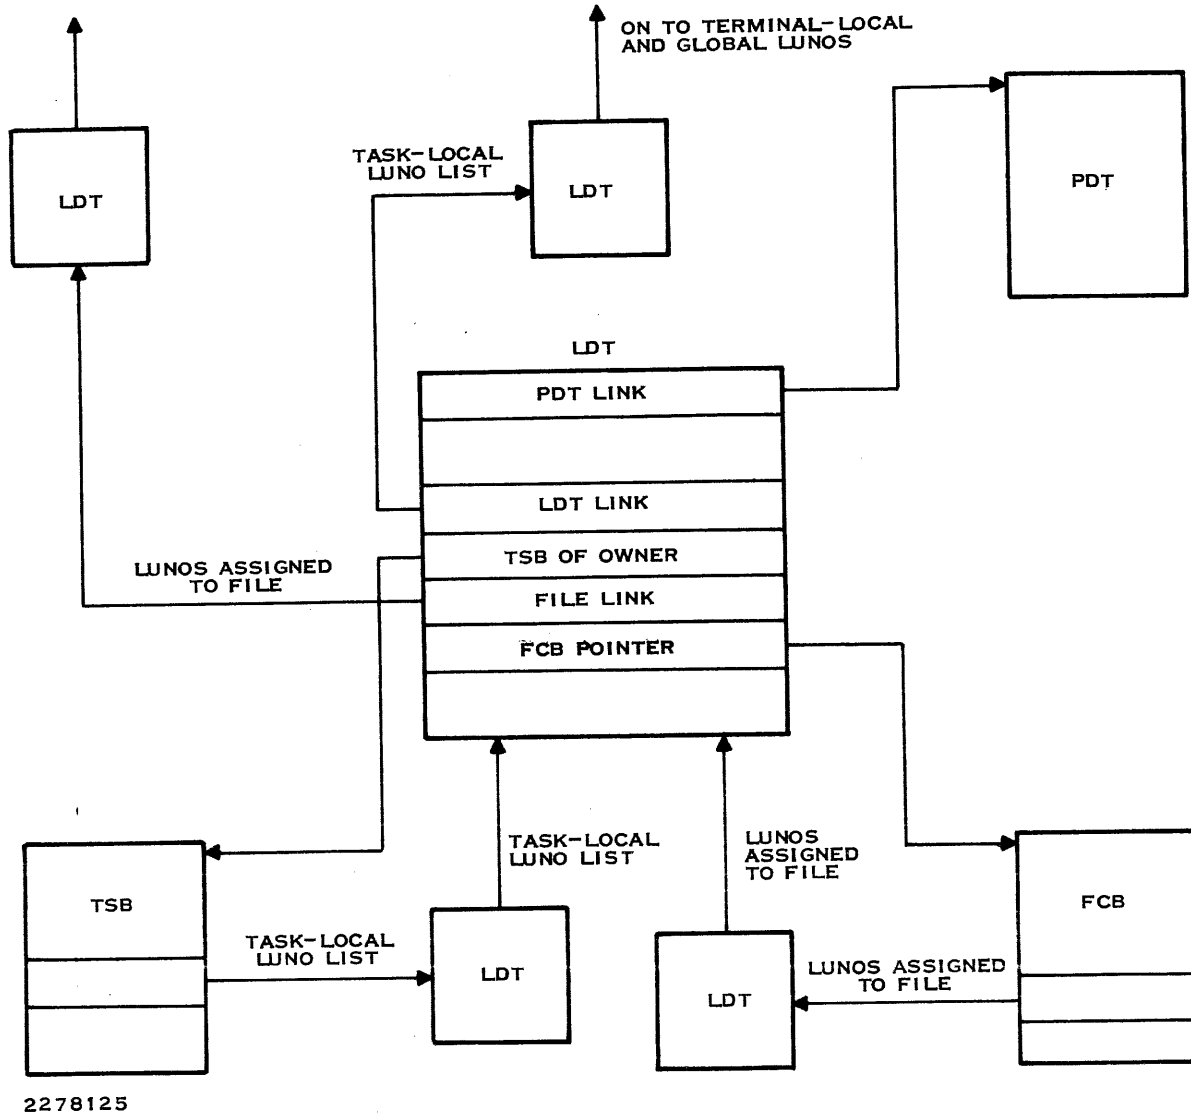 ON TO TERMINAL-LOCAL
AND GLOBAL LUNOS
LDT
TASK-LOCAL
LUNO LIST
LDT
PDT
LDT
PDT LINK
LDT LINK
TSB OF OWNER
FILE LINK
FCB POINTER
LUNOS ASSIGNED
TO FILE
TASK-LOCAL
LUNO LIST
LUNOS
ASSIGNED
TO FILE
TSB
TASK-LOCAL
LUNO LIST
LDT
LDT
LUNOS ASSIGNED
TO FILE
FCB
2278125